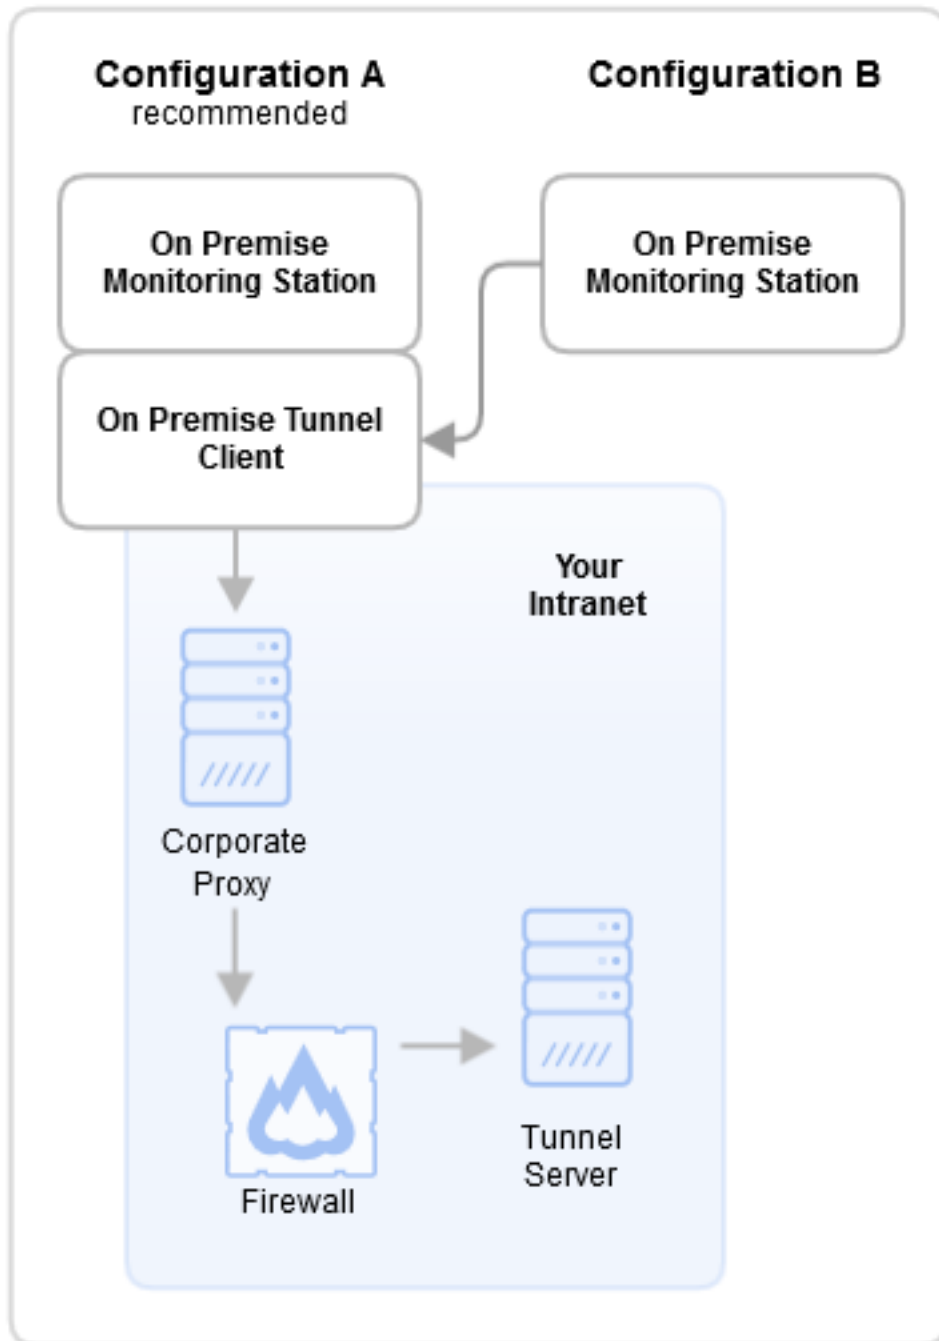 Configuration A
recommended
Configuration B
On Premise
Monitoring Station
On Premise
Monitoring Station
On Premise Tunnel
Client
Your
Intranet
Corporate
Proxy
Firewall
Tunnel
Server